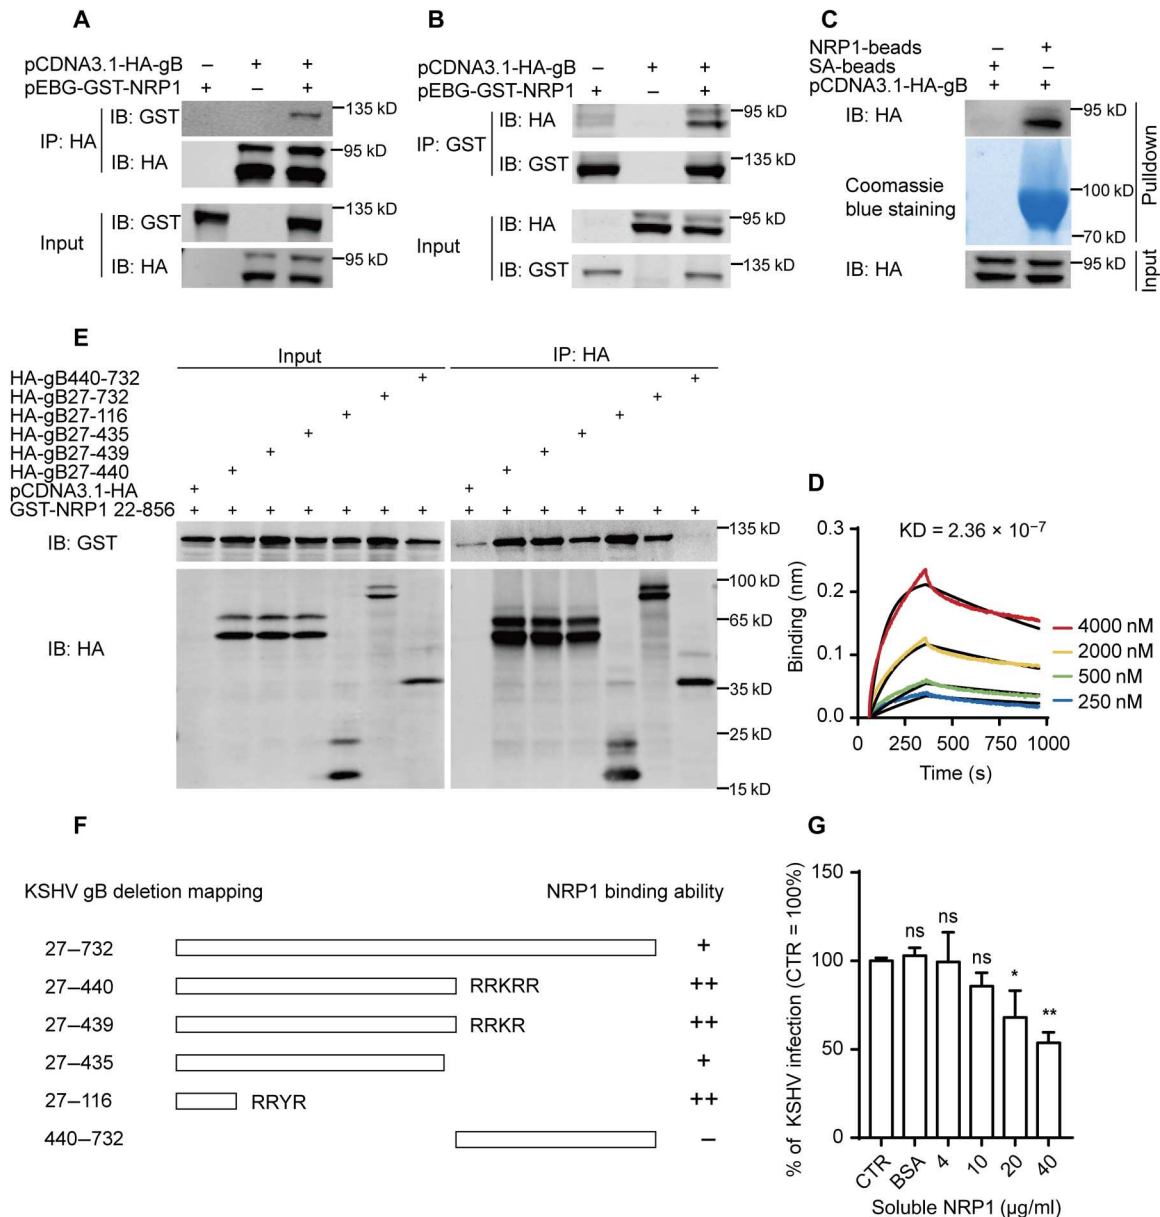 A
pCDNA3.1-HA-gB – + +
pEBG-GST-NRP1 + – +
IP: HA
IB: GST
135 kD
IB: HA
95 kD
Input
IB: GST
135 kD
IB: HA
95 kD
B
pCDNA3.1-HA-gB – + +
pEBG-GST-NRP1 + – +
IP: GST
IB: HA
95 kD
IB: GST
135 kD
Input
IB: HA
95 kD
IB: GST
135 kD
C
NRP1-beads – +
SA-beads + –
pCDNA3.1-HA-gB + +
IB: HA
95 kD
Coomassie
blue staining
100 kD
70 kD
Pulldown
IB: HA
95 kD
Input
E
Input IP: HA
HA-gB440-732 + +
HA-gB27-732 + +
HA-gB27-116 + +
HA-gB27-435 + +
HA-gB27-439 + +
HA-gB27-440 + +
pCDNA3.1-HA + +
GST-NRP1 22-856 + + + + + + + + + + + + + +
IB: GST
135 kD
IB: HA
100 kD
65 kD
35 kD
25 kD
15 kD
D
KD = 2.36 × 10⁻⁷
Binding (nm)
0.3
0.2
0.1
0.0
0 250 500 750 1000
Time (s)
4000 nM
2000 nM
500 nM
250 nM
F
KSHV gB deletion mapping NRP1 binding ability
27–732 +
27–440 RRKRR ++
27–439 RRKR ++
27–435 +
27–116 RRYR ++
440–732 –
G
% of KSHV infection (CTR = 100%)
150
100
50
0
ns
ns
ns
*
**
CTR BSA 4 10 20 40
Soluble NRP1 (µg/ml)